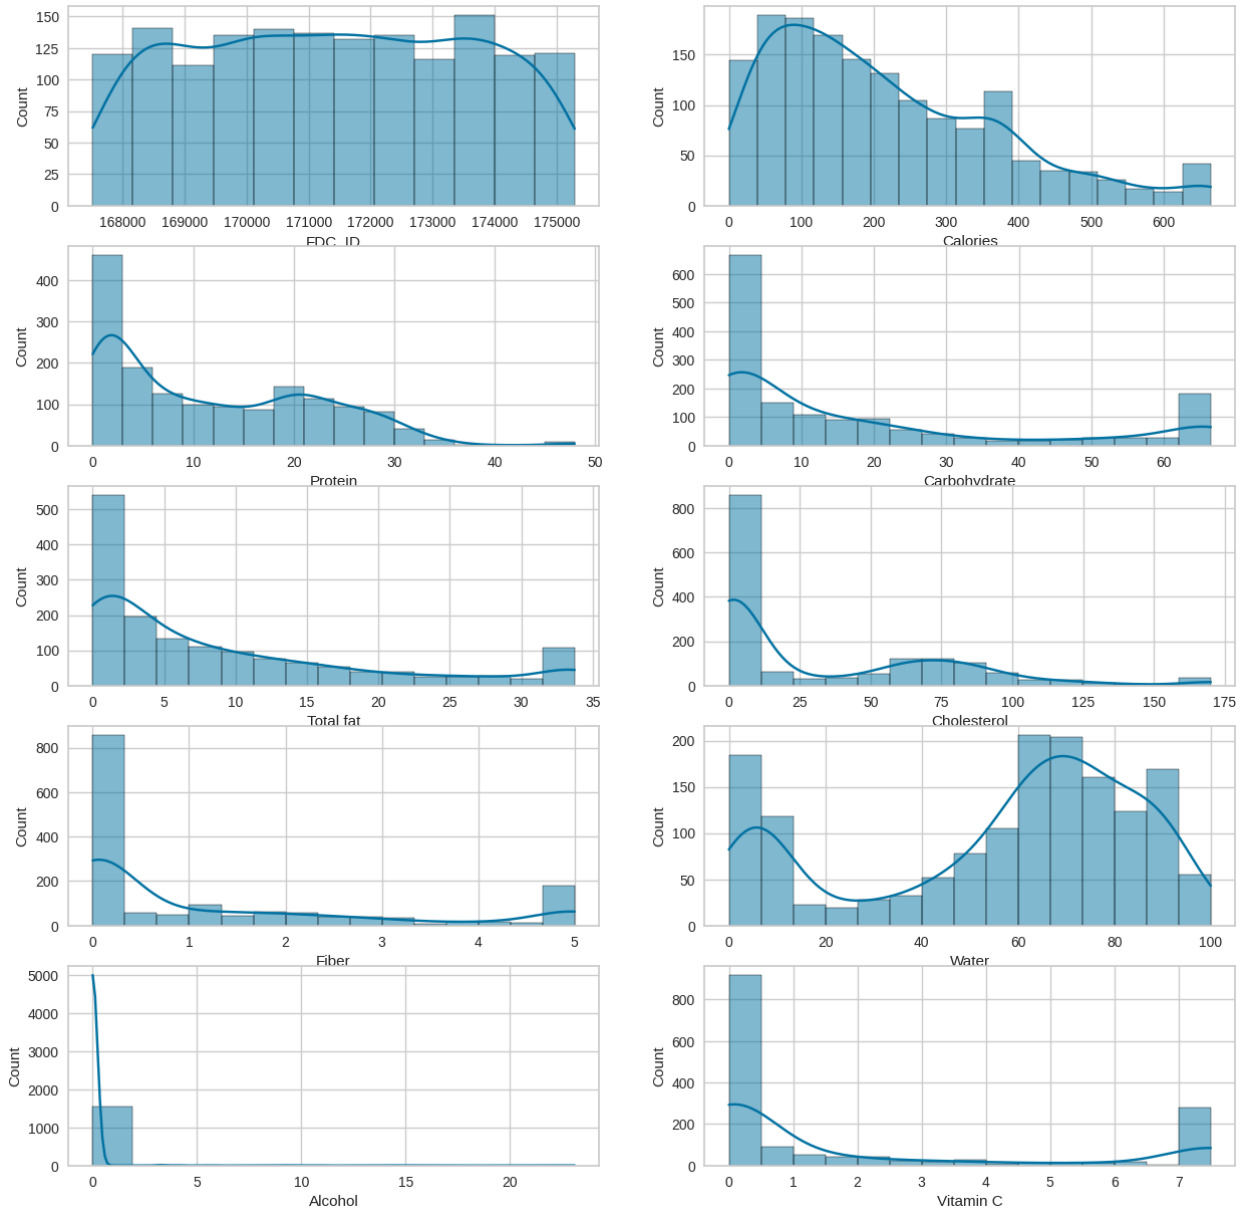 150
125
100
75
50
25
0
Count
168000 169000 170000 171000 172000 173000 174000 175000
FDC_ID
150
100
50
0
Count
0 100 200 300 400 500 600
Calories
400
300
200
100
0
Count
0 10 20 30 40 50
Protein
600
500
400
300
200
100
0
Count
0 10 20 30 40 50 60
Carbohydrate
500
400
300
200
100
0
Count
0 5 10 15 20 25 30 35
Total fat
800
600
400
200
0
Count
0 25 50 75 100 125 150 175
Cholesterol
800
600
400
200
0
Count
0 1 2 3 4 5
Fiber
200
150
100
50
0
Count
0 20 40 60 80 100
Water
5000
4000
3000
2000
1000
0
Count
0 5 10 15 20
Alcohol
800
600
400
200
0
Count
0 1 2 3 4 5 6 7
Vitamin C